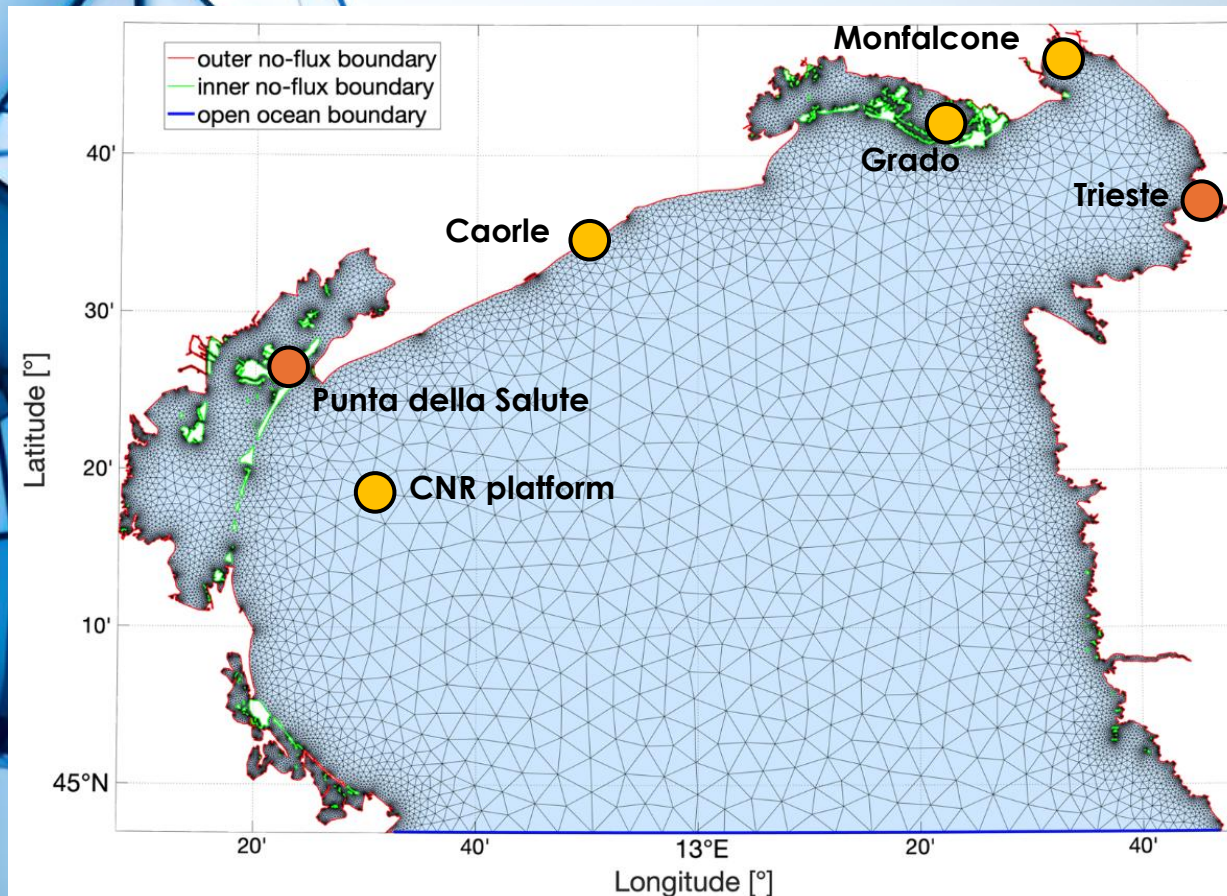 outer no-flux boundary
inner no-flux boundary
open ocean boundary
Monfalcone
Grado
Trieste
Caorle
Punta della Salute
CNR platform
Latitude [°]
40'
30'
20'
10'
45°N
20'
40'
13°E
20'
40'
Longitude [°]